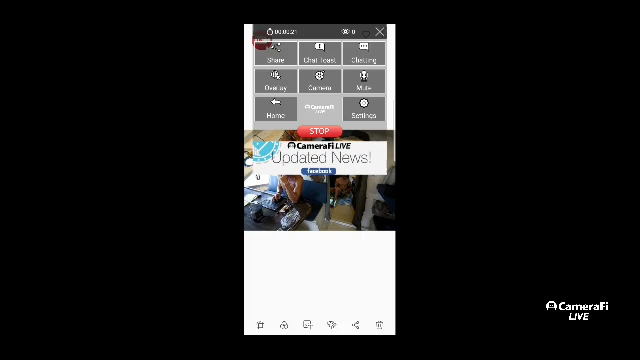 00:00:21
0
Share
Chat Toast
Chatting
Overlay
Camera
Mute
Home
CameraFi
LIVE
Settings
STOP
CameraFi LIVE
Updated News!
facebook
CameraFi
LIVE